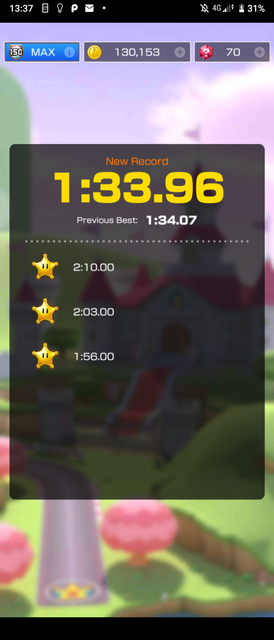 13:37 4G 31%
150 MAX 130,153 70
New Record
1:33.96
Previous Best: 1:34.07
2:10.00
2:03.00
1:56.00